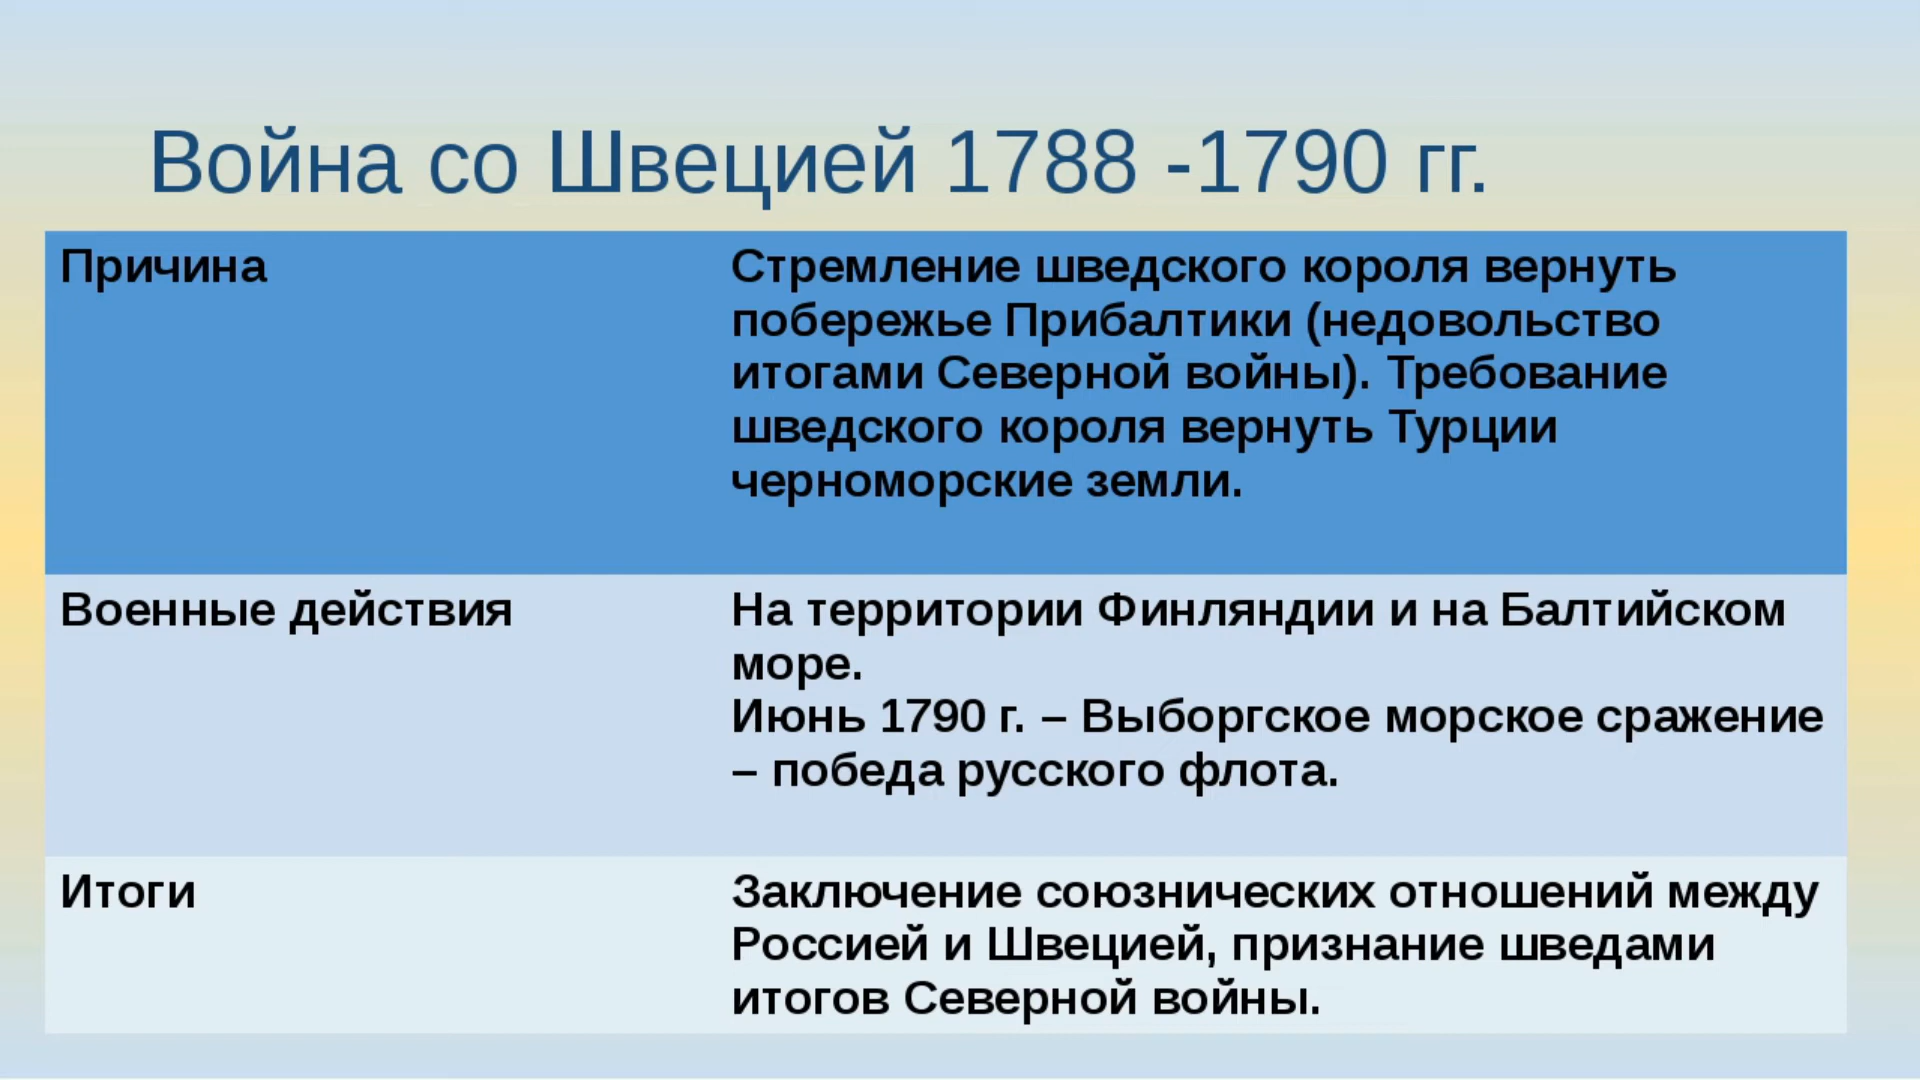 Война со Швецией 1788 -1790 гг.
Причина
Стремление шведского короля вернуть
побережье Прибалтики (недовольство
итогами Северной войны). Требование
шведского короля вернуть Турции
черноморские земли.
Военные действия
На территории Финляндии и на Балтийском
море.
Июнь 1790 г. – Выборгское морское сражение
– победа русского флота.
Итоги
Заключение союзнических отношений между
Россией и Швецией, признание шведами
итогов Северной войны.